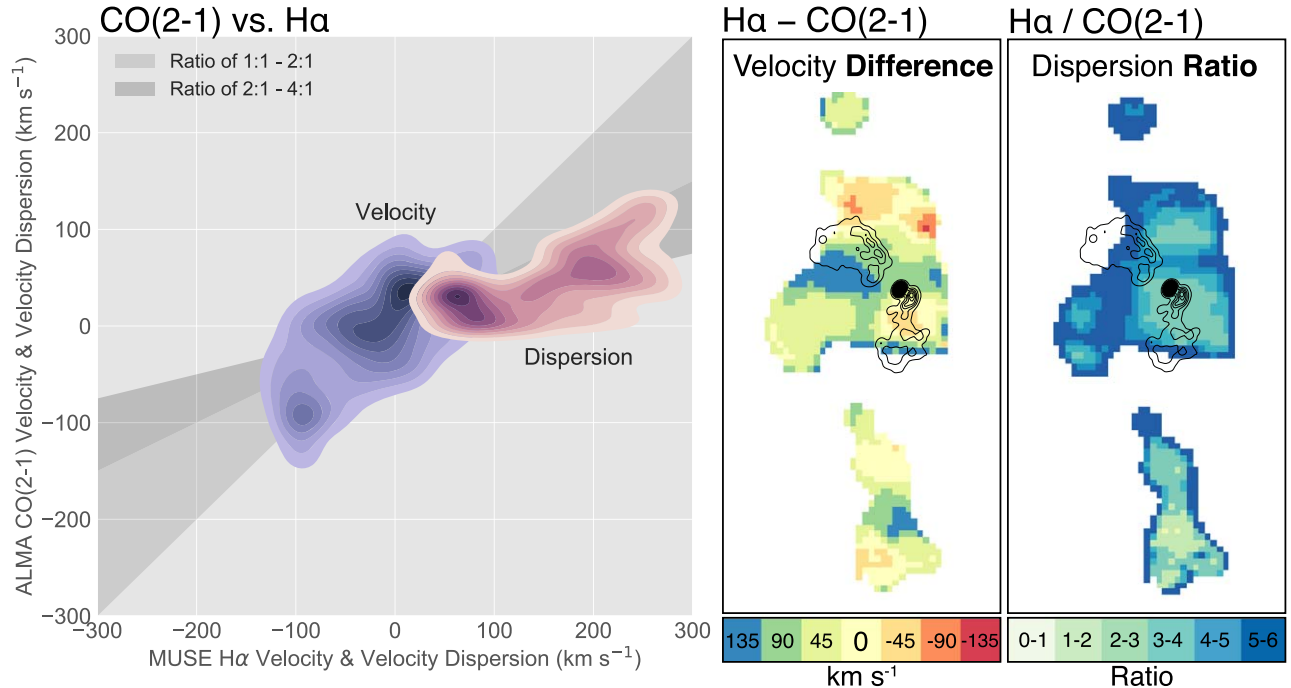 CO(2-1) vs. Hα
Ratio of 1:1 - 2:1
Ratio of 2:1 - 4:1
Velocity
Dispersion
300
200
100
0
−100
−200
−300
ALMA CO(2-1) Velocity & Velocity Dispersion (km s⁻¹)
−300 −200 −100 0 100 200 300
MUSE Hα Velocity & Velocity Dispersion (km s⁻¹)
Hα − CO(2-1)
Velocity Difference
135 90 45 0 -45 -90 -135
km s⁻¹
Hα / CO(2-1)
Dispersion Ratio
0-1 1-2 2-3 3-4 4-5 5-6
Ratio